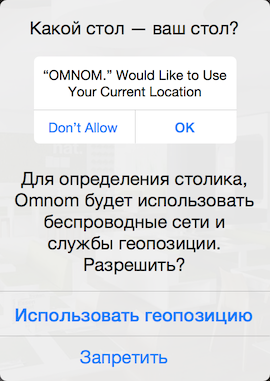 Какой стол — ваш стол?
“OMNOM.” Would Like to Use
Your Current Location
Don’t Allow
OK
Для определения столика,
Omnom будет использовать
беспроводные сети и
службы геопозиции.
Разрешить?
Использовать геопозицию
Запретить